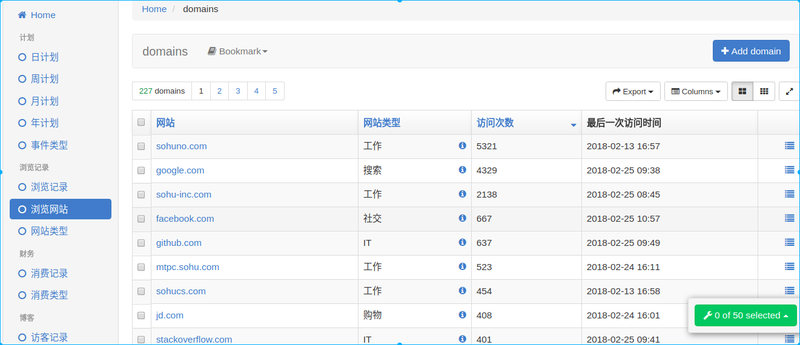 Home
计划
日计划
周计划
月计划
年计划
事件类型
浏览记录
浏览记录
浏览网站
网站类型
财务
消费记录
消费类型
博客
访客记录
Home / domains
domains Bookmark Add domain
227 domains 1 2 3 4 5 Export Columns
网站 网站类型 访问次数 最后一次访问时间
sohuno.com 工作 5321 2018-02-13 16:57
google.com 搜索 4329 2018-02-25 09:38
sohu-inc.com 工作 2138 2018-02-25 08:45
facebook.com 社交 667 2018-02-25 10:57
github.com IT 637 2018-02-25 09:49
mtpc.sohu.com 工作 523 2018-02-24 16:11
sohucs.com 工作 454 2018-02-13 16:58
jd.com 购物 408 2018-02-24 16:01
0 of 50 selected
stackoverflow.com IT 401 2018-02-25 09:41